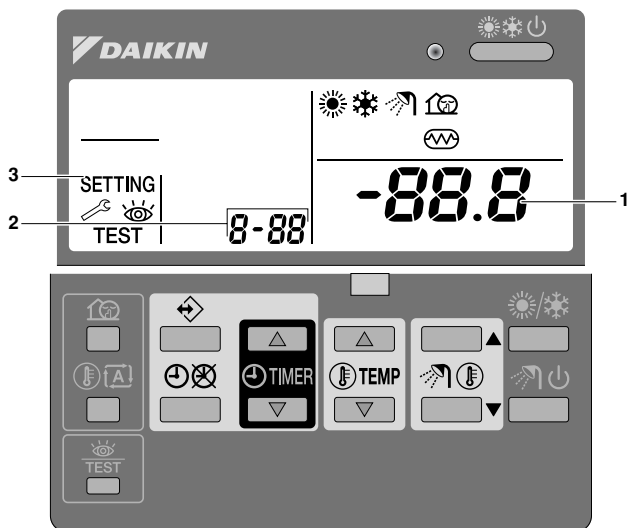 DAIKIN
3
SETTING
-88.8
1
2
8-88
TEST
TIMER
TEMP
A
TEST